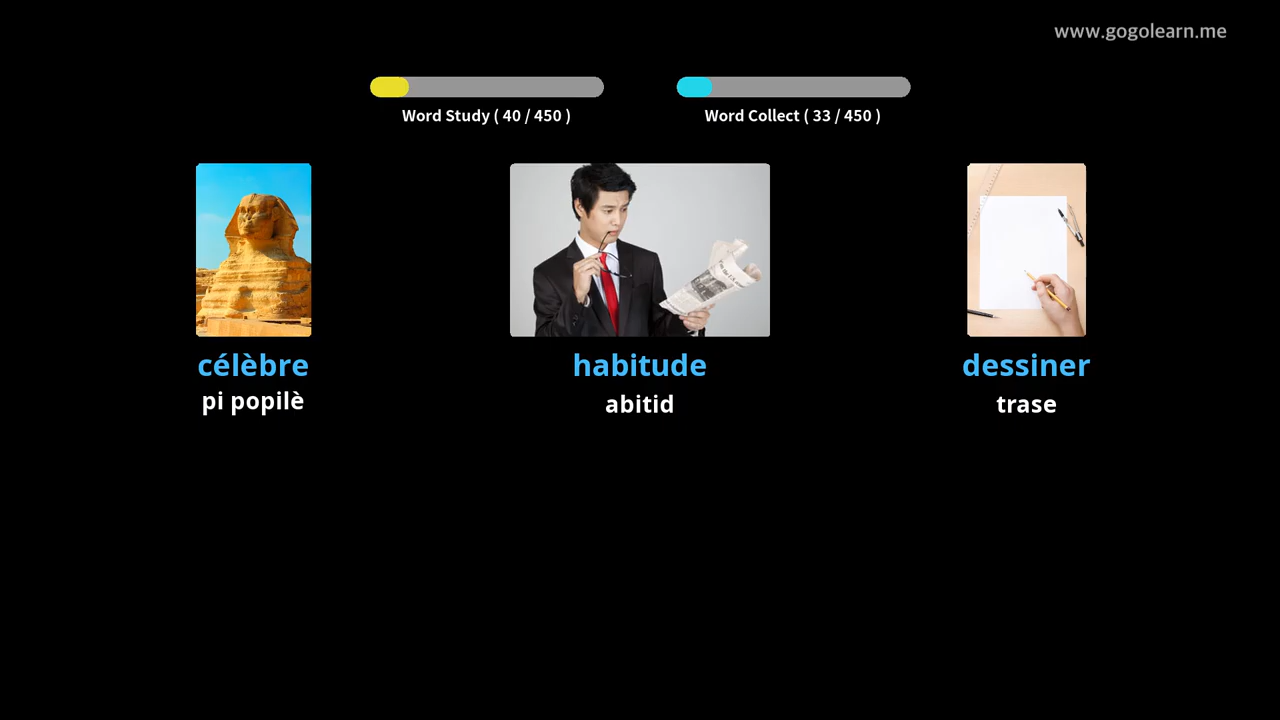 www.gogolearn.me
Word Study ( 40 / 450 )
Word Collect ( 33 / 450 )
célèbre
pi popilè
habitude
abitid
dessiner
trase